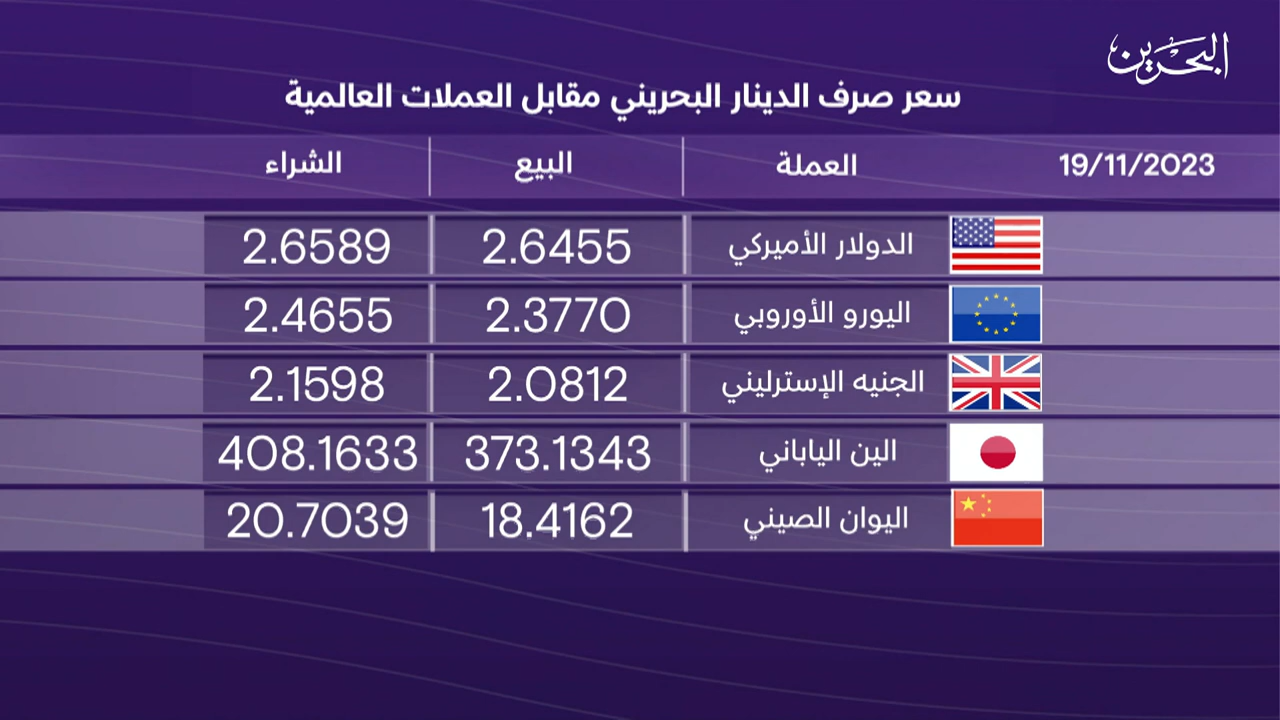 البحرين
سعر صرف الدينار البحريني مقابل العملات العالمية
19/11/2023 العملة البيع الشراء
الدولار الأميركي 2.6455 2.6589
اليورو الأوروبي 2.3770 2.4655
الجنيه الإسترليني 2.0812 2.1598
الين الياباني 373.1343 408.1633
اليوان الصيني 18.4162 20.7039